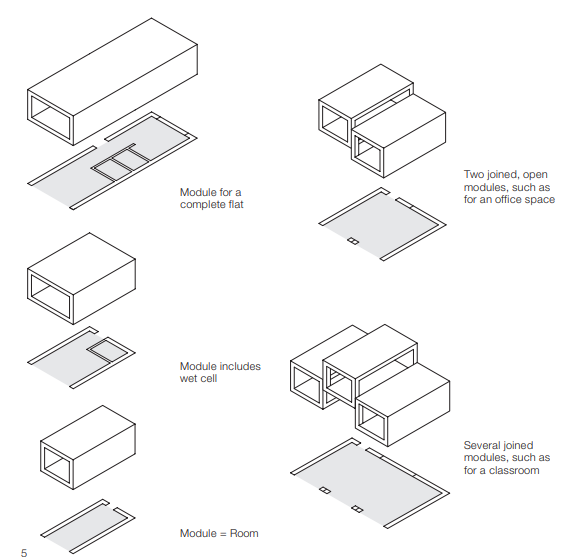 Module for a
complete flat
Module includes
wet cell
Module = Room
Two joined, open
modules, such as
for an office space
Several joined
modules, such as
for a classroom
5